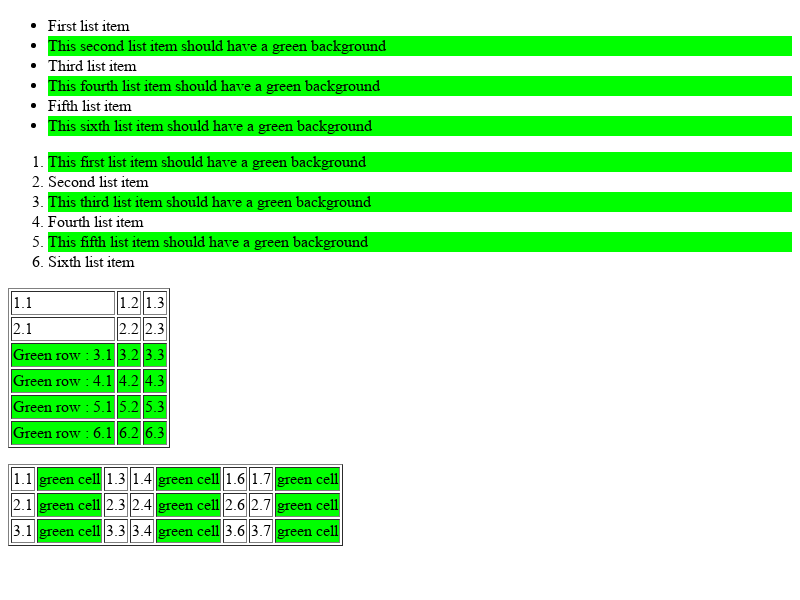 • First list item
• This second list item should have a green background
• Third list item
• This fourth list item should have a green background
• Fifth list item
• This sixth list item should have a green background
1. This first list item should have a green background
2. Second list item
3. This third list item should have a green background
4. Fourth list item
5. This fifth list item should have a green background
6. Sixth list item
1.1 1.2 1.3
2.1 2.2 2.3
Green row : 3.1 3.2 3.3
Green row : 4.1 4.2 4.3
Green row : 5.1 5.2 5.3
Green row : 6.1 6.2 6.3
1.1 green cell 1.3 1.4 green cell 1.6 1.7 green cell
2.1 green cell 2.3 2.4 green cell 2.6 2.7 green cell
3.1 green cell 3.3 3.4 green cell 3.6 3.7 green cell